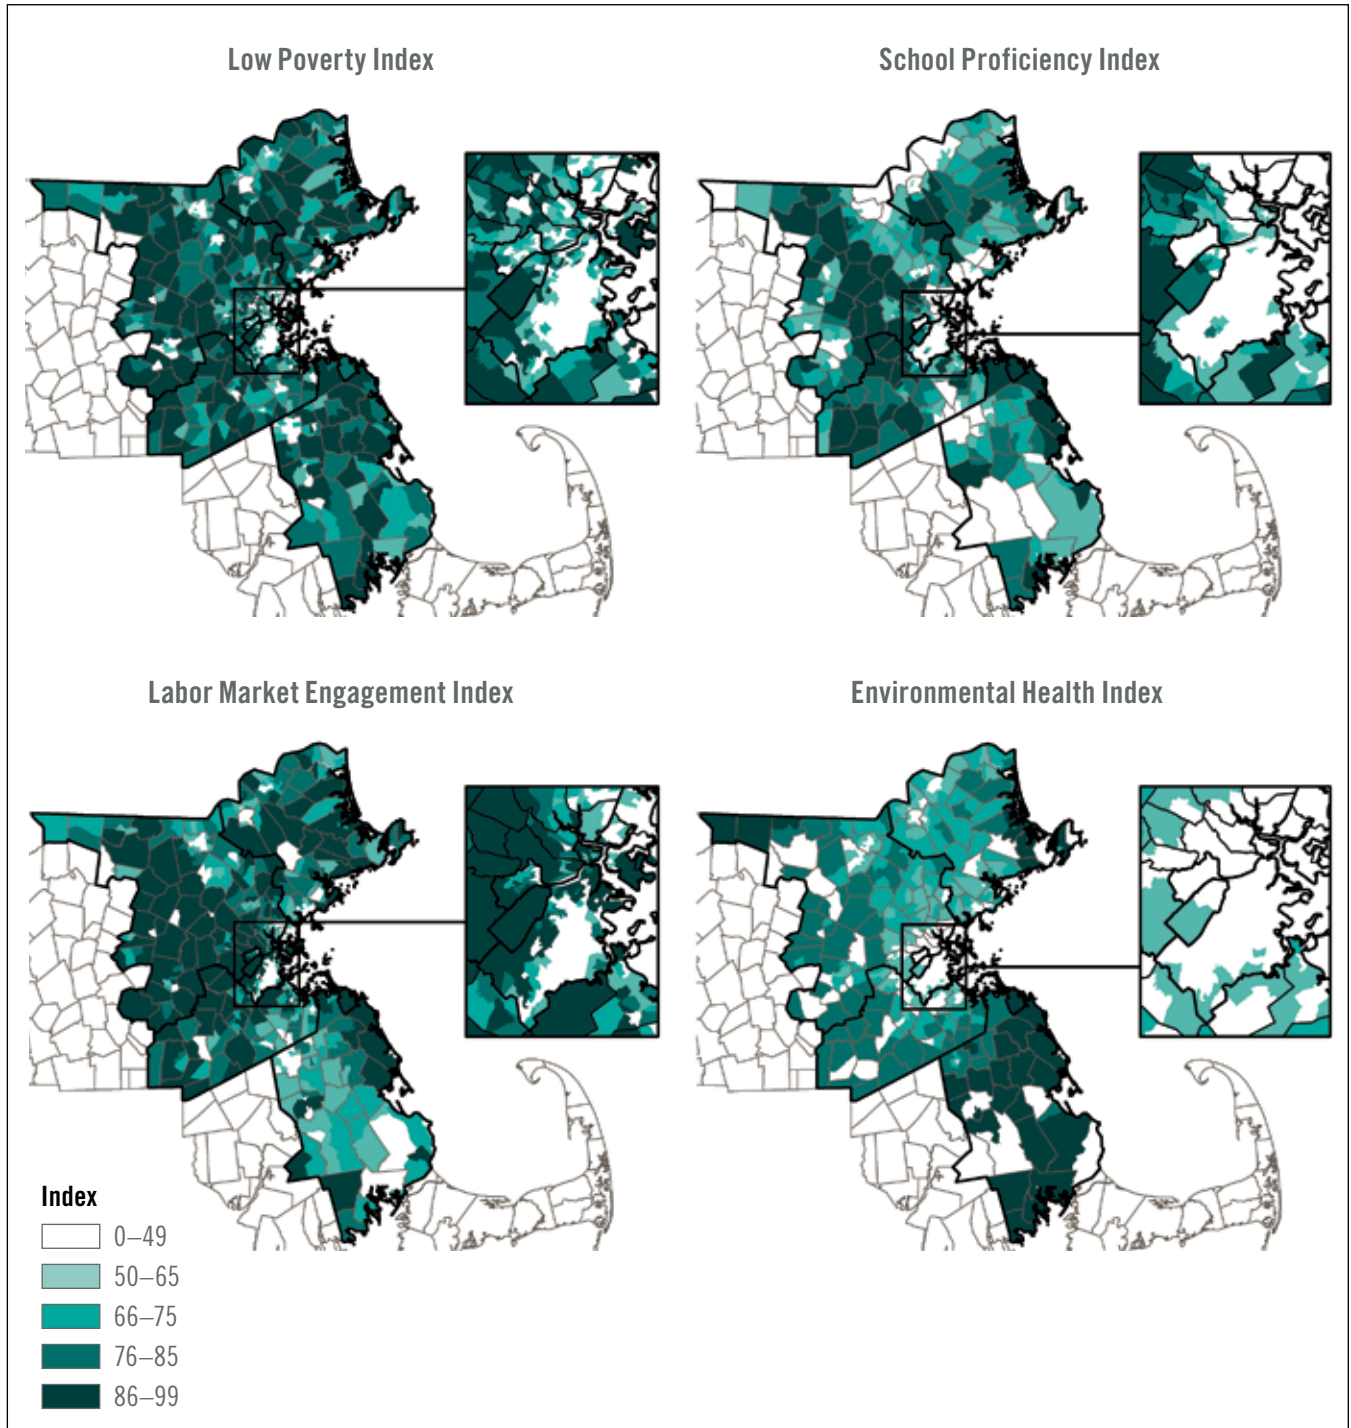 Low Poverty Index
School Proficiency Index
Labor Market Engagement Index
Environmental Health Index
Index
0–49
50–65
66–75
76–85
86–99